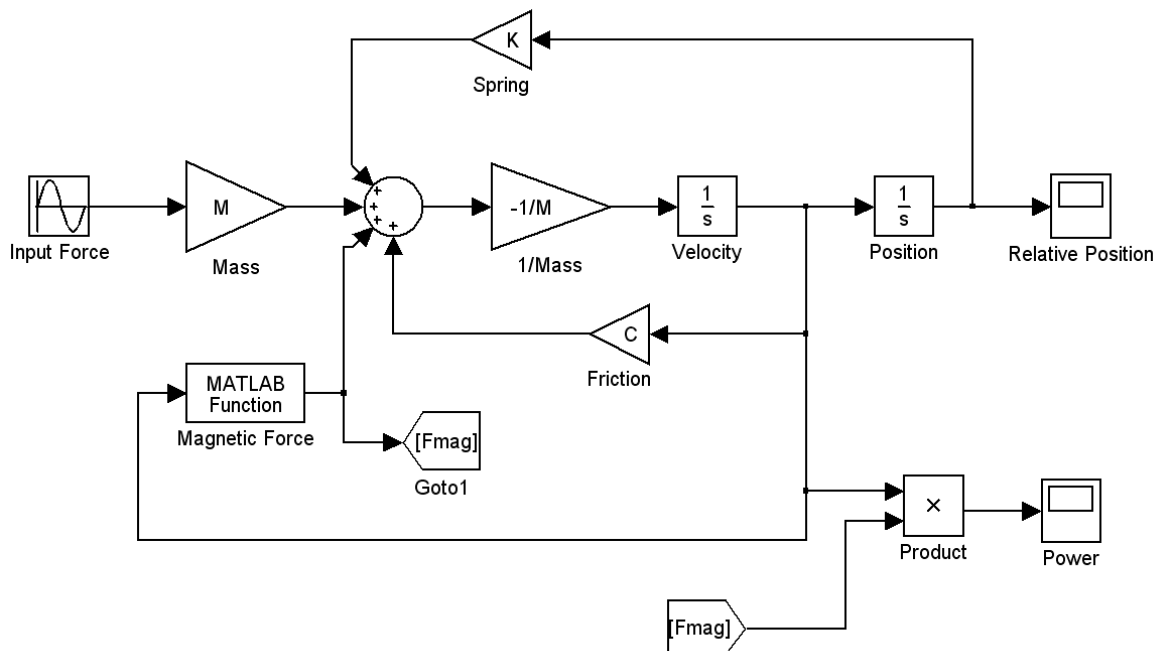 K
Spring
M
-1/M
1
s
1
s
Input Force
Mass
+
+
+
+
1/Mass
Velocity
Position
Relative Position
C
Friction
MATLAB
Function
Magnetic Force
[Fmag]
Goto1
×
Product
Power
[Fmag]